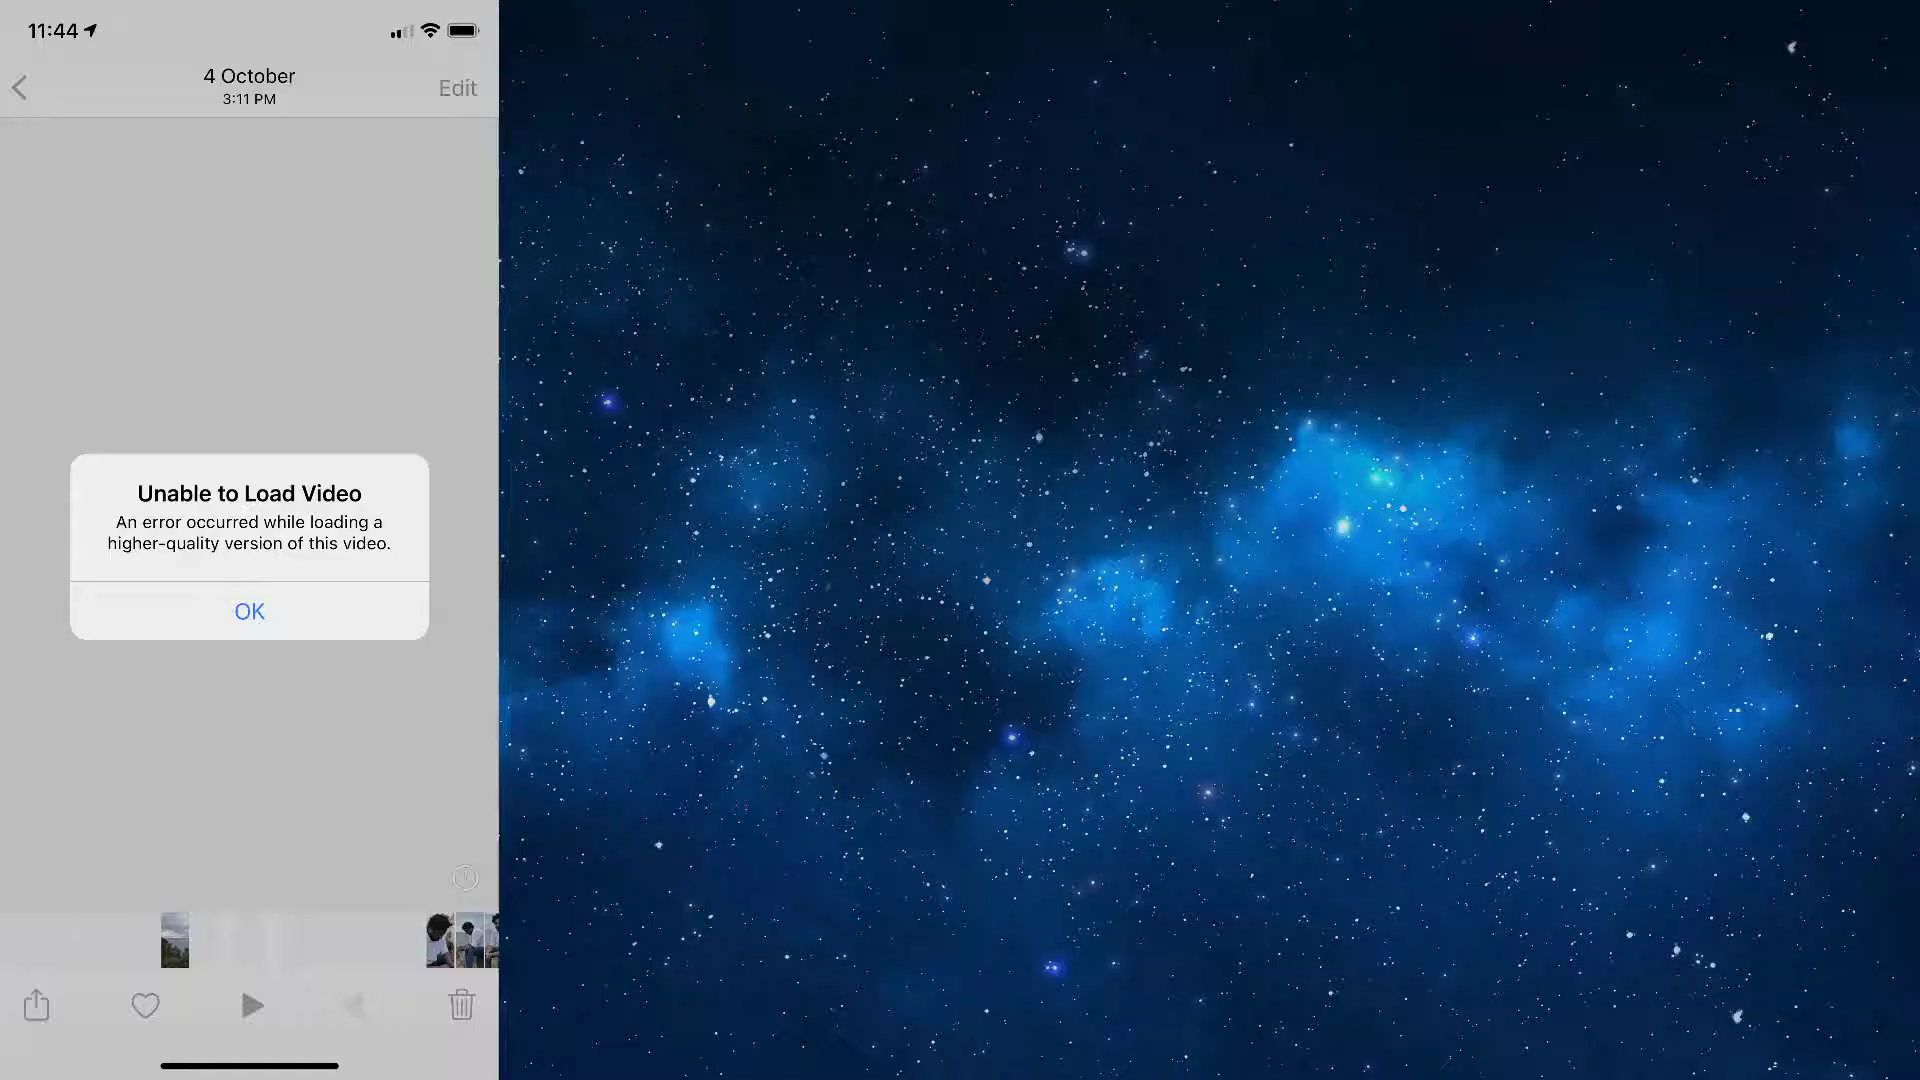 11:44
4 October
3:11 PM
Edit
Unable to Load Video
An error occurred while loading a
higher-quality version of this video.
OK